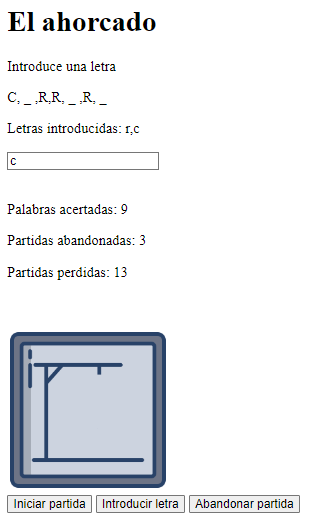 El ahorcado
Introduce una letra
C, _ ,R,R, _ ,R, _
Letras introducidas: r,c
c
Palabras acertadas: 9
Partidas abandonadas: 3
Partidas perdidas: 13
Iniciar partida Introducir letra Abandonar partida